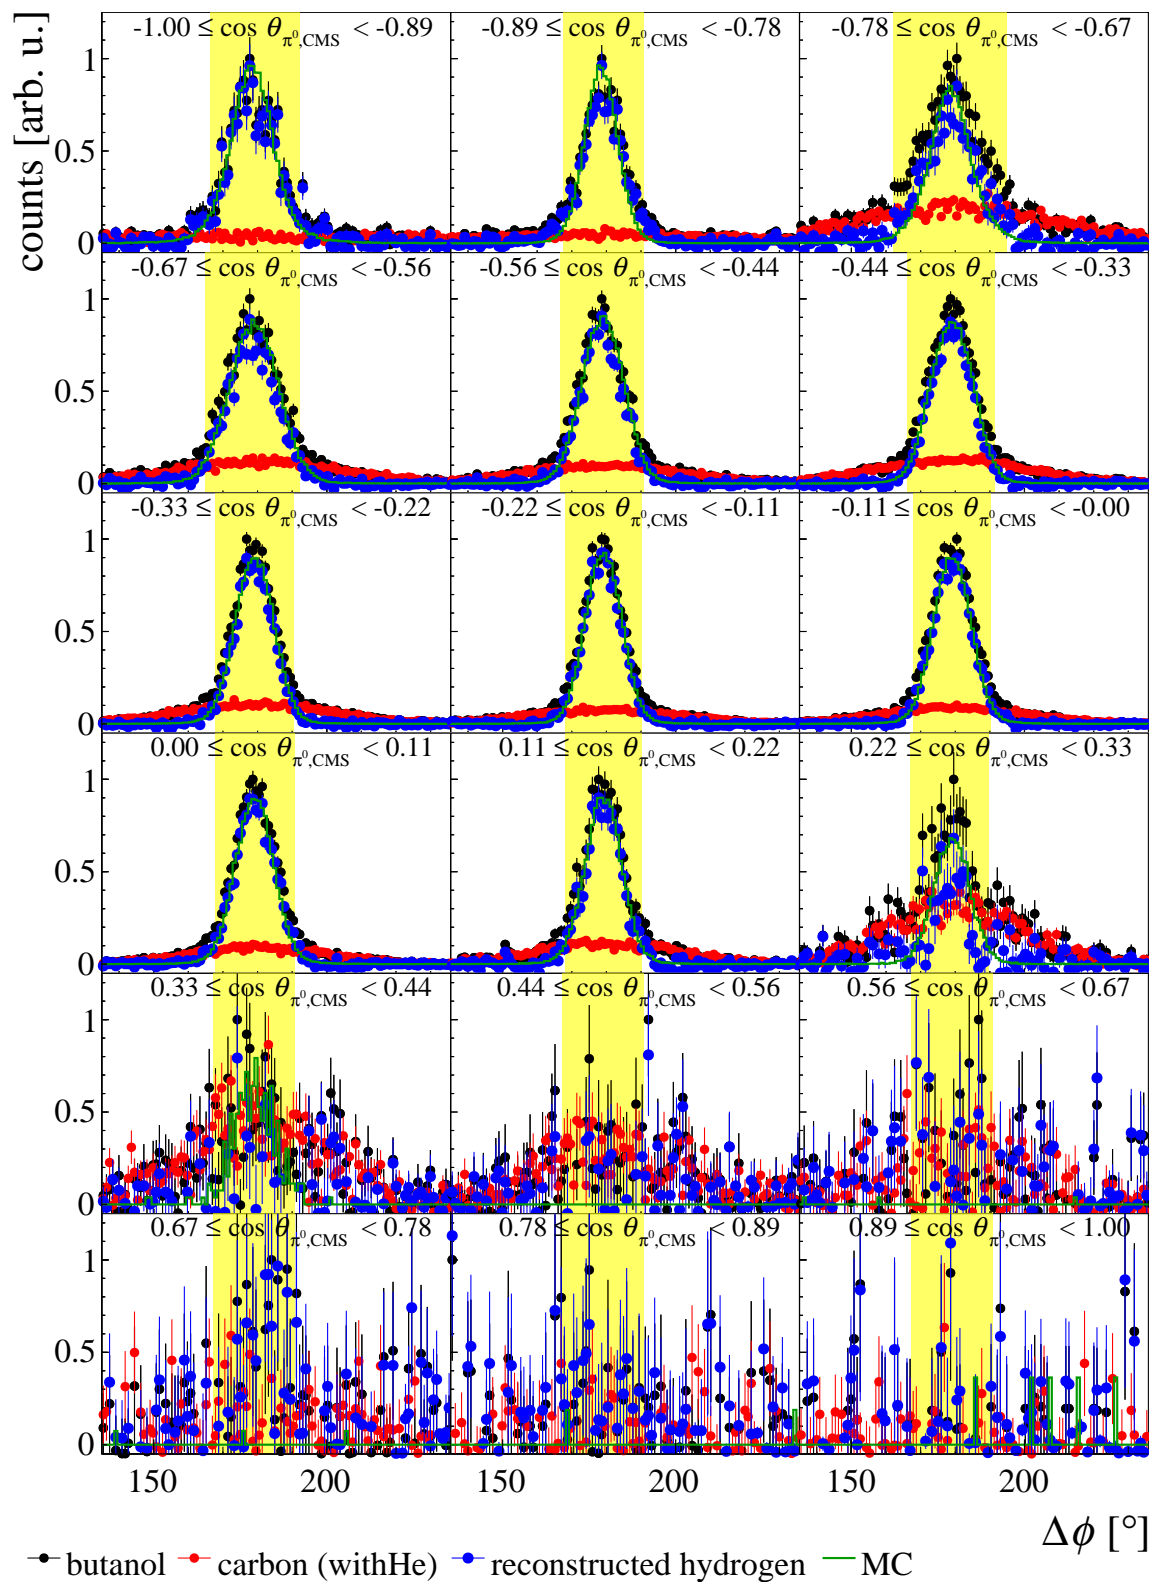 counts [arb. u.]
-1.00 ≤ cos θπ⁰,CMS < -0.89
-0.89 ≤ cos θπ⁰,CMS < -0.78
-0.78 ≤ cos θπ⁰,CMS < -0.67
1
0.5
0
-0.67 ≤ cos θπ⁰,CMS < -0.56
-0.56 ≤ cos θπ⁰,CMS < -0.44
-0.44 ≤ cos θπ⁰,CMS < -0.33
1
0.5
0
-0.33 ≤ cos θπ⁰,CMS < -0.22
-0.22 ≤ cos θπ⁰,CMS < -0.11
-0.11 ≤ cos θπ⁰,CMS < -0.00
1
0.5
0
0.00 ≤ cos θπ⁰,CMS < 0.11
0.11 ≤ cos θπ⁰,CMS < 0.22
0.22 ≤ cos θπ⁰,CMS < 0.33
1
0.5
0
0.33 ≤ cos θπ⁰,CMS < 0.44
0.44 ≤ cos θπ⁰,CMS < 0.56
0.56 ≤ cos θπ⁰,CMS < 0.67
1
0.5
0
0.67 ≤ cos θπ⁰,CMS < 0.78
0.78 ≤ cos θπ⁰,CMS < 0.89
0.89 ≤ cos θπ⁰,CMS < 1.00
1
0.5
0
150 200 150 200 150 200
Δϕ [°]
butanol carbon (withHe) reconstructed hydrogen MC